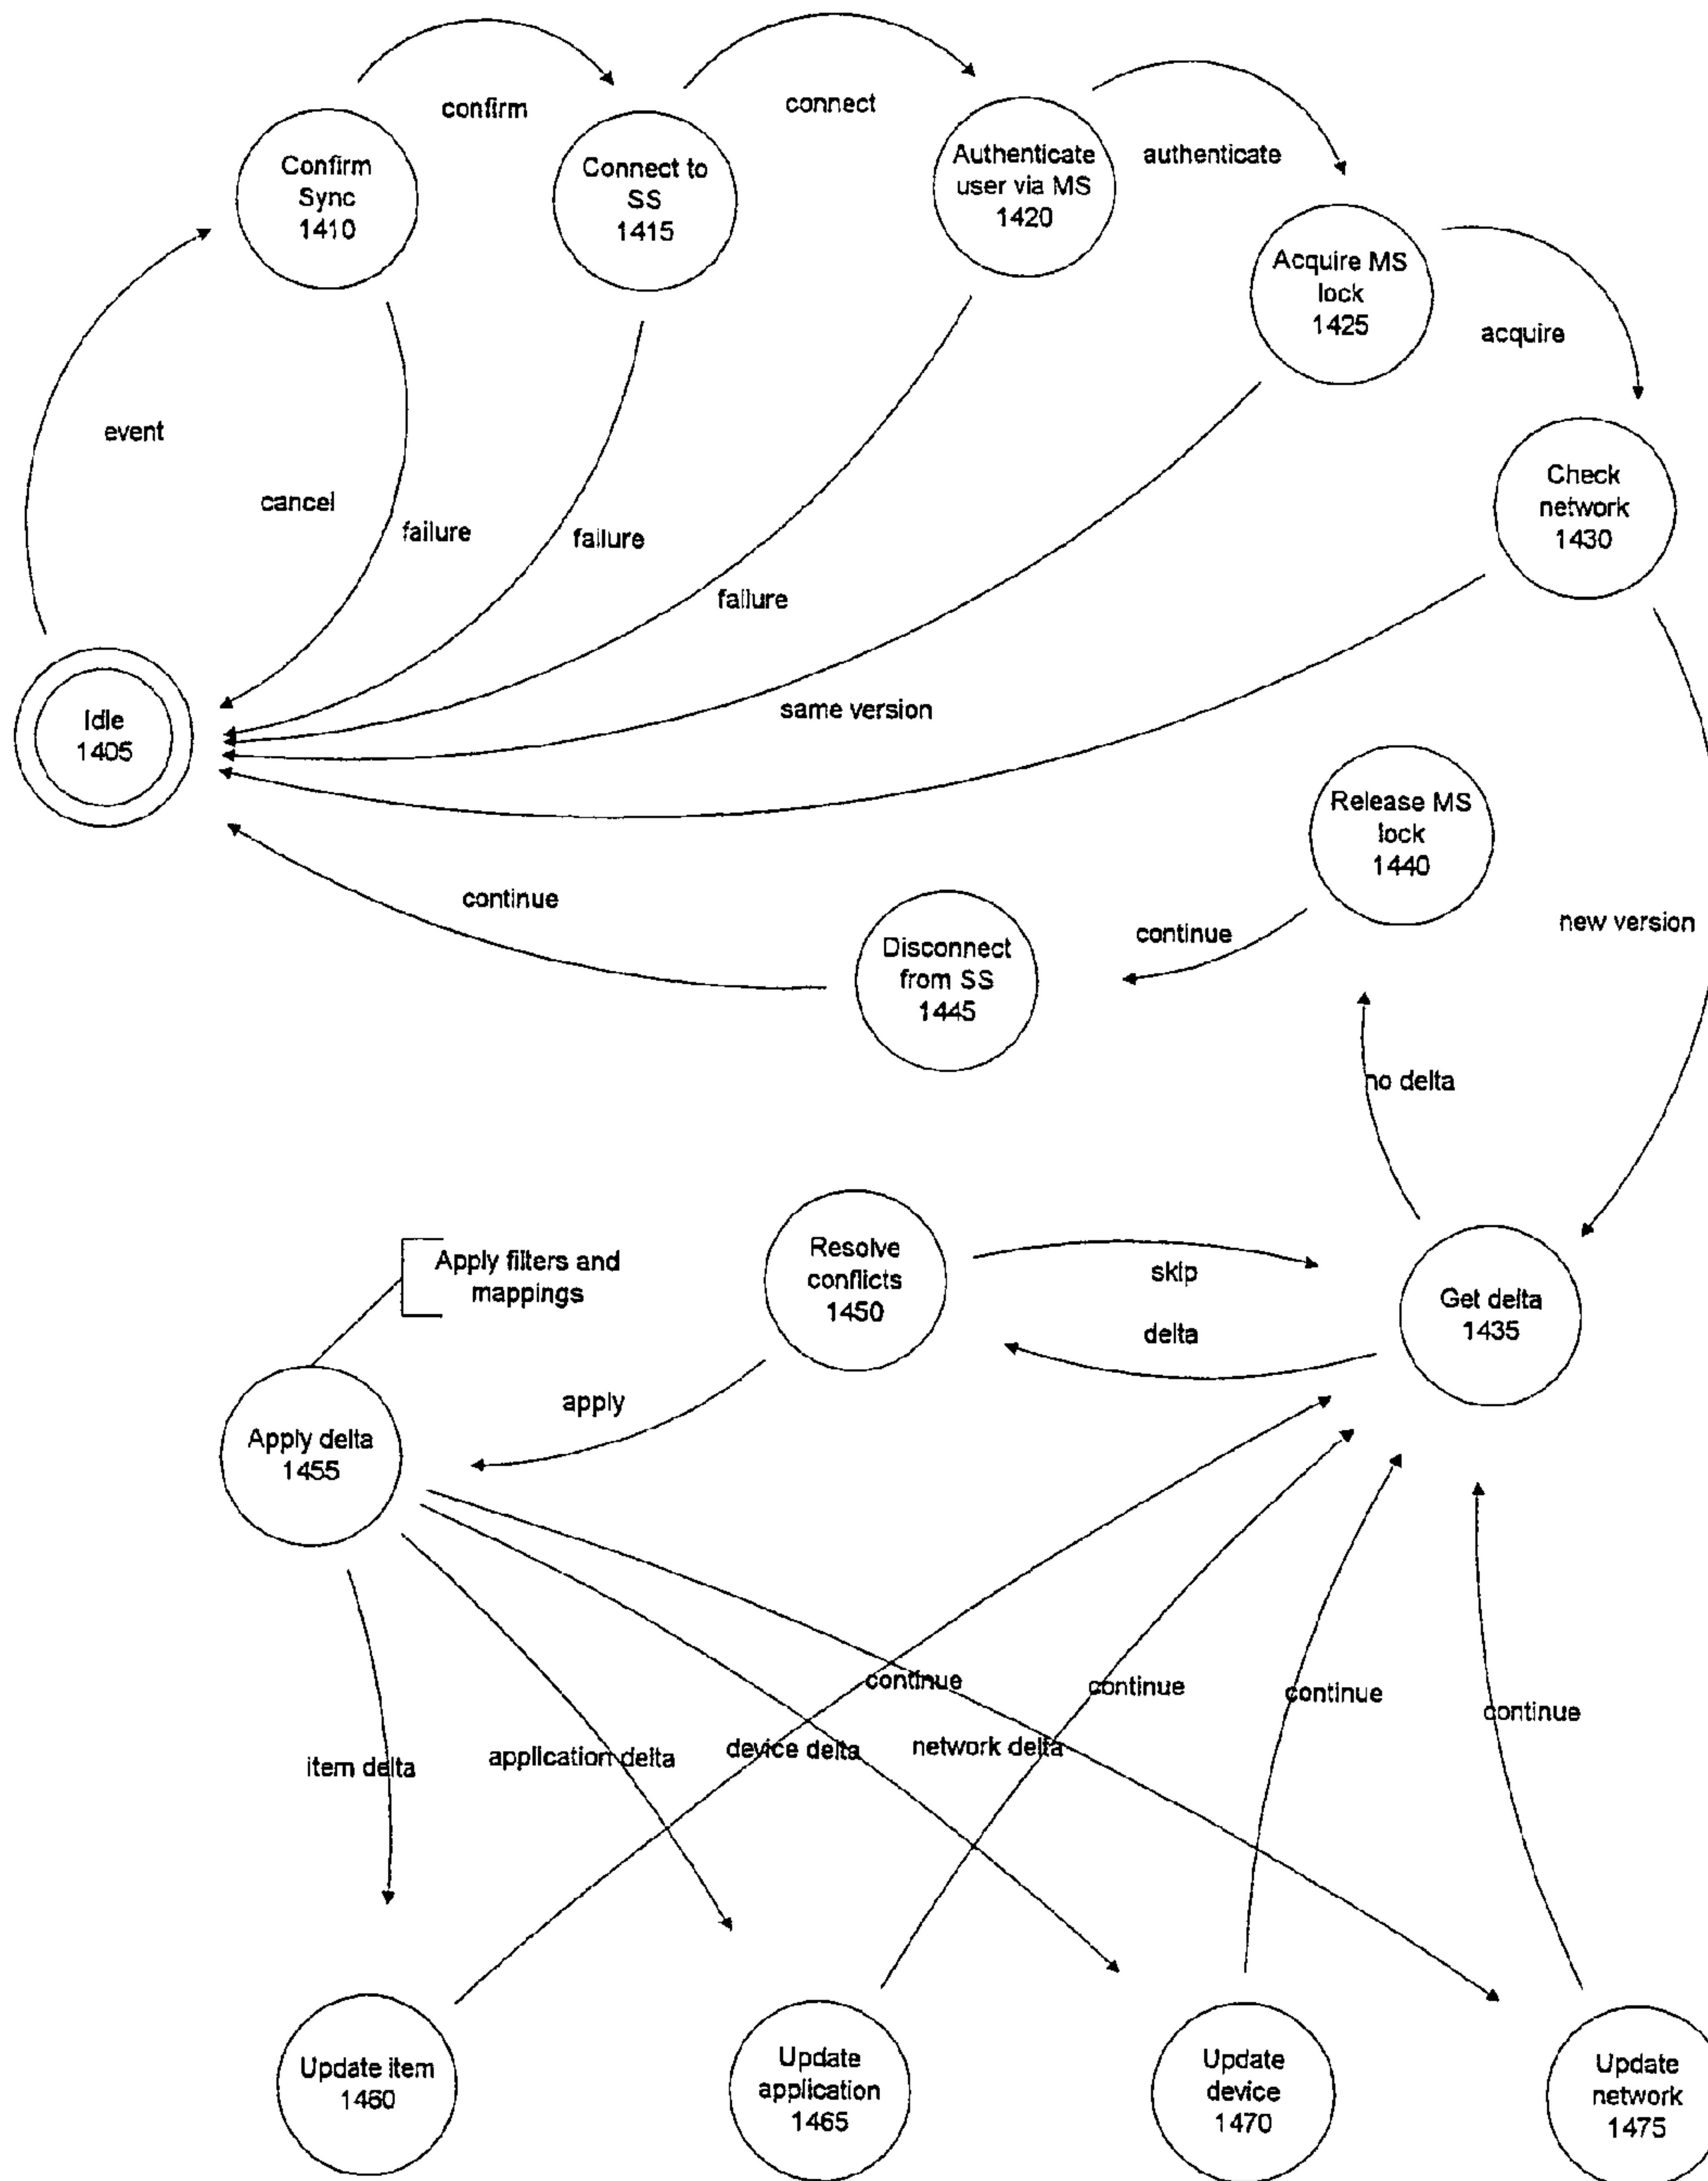 confirm
connect
Confirm
Sync
1410
Connect to
SS
1415
Authenticate
user via MS
1420
authenticate
Acquire MS
lock
1425
acquire
event
Check
network
1430
cancel
failure
failure
failure
same version
Idle
1405
Release MS
lock
1440
continue
continue
new version
Disconnect
from SS
1445
no delta
Apply filters and
mappings
Resolve
conflicts
1450
skip
delta
Get delta
1435
apply
Apply delta
1455
continue
continue
continue
continue
item delta
application delta
device delta
network delta
Update item
1460
Update
application
1465
Update
device
1470
Update
network
1475